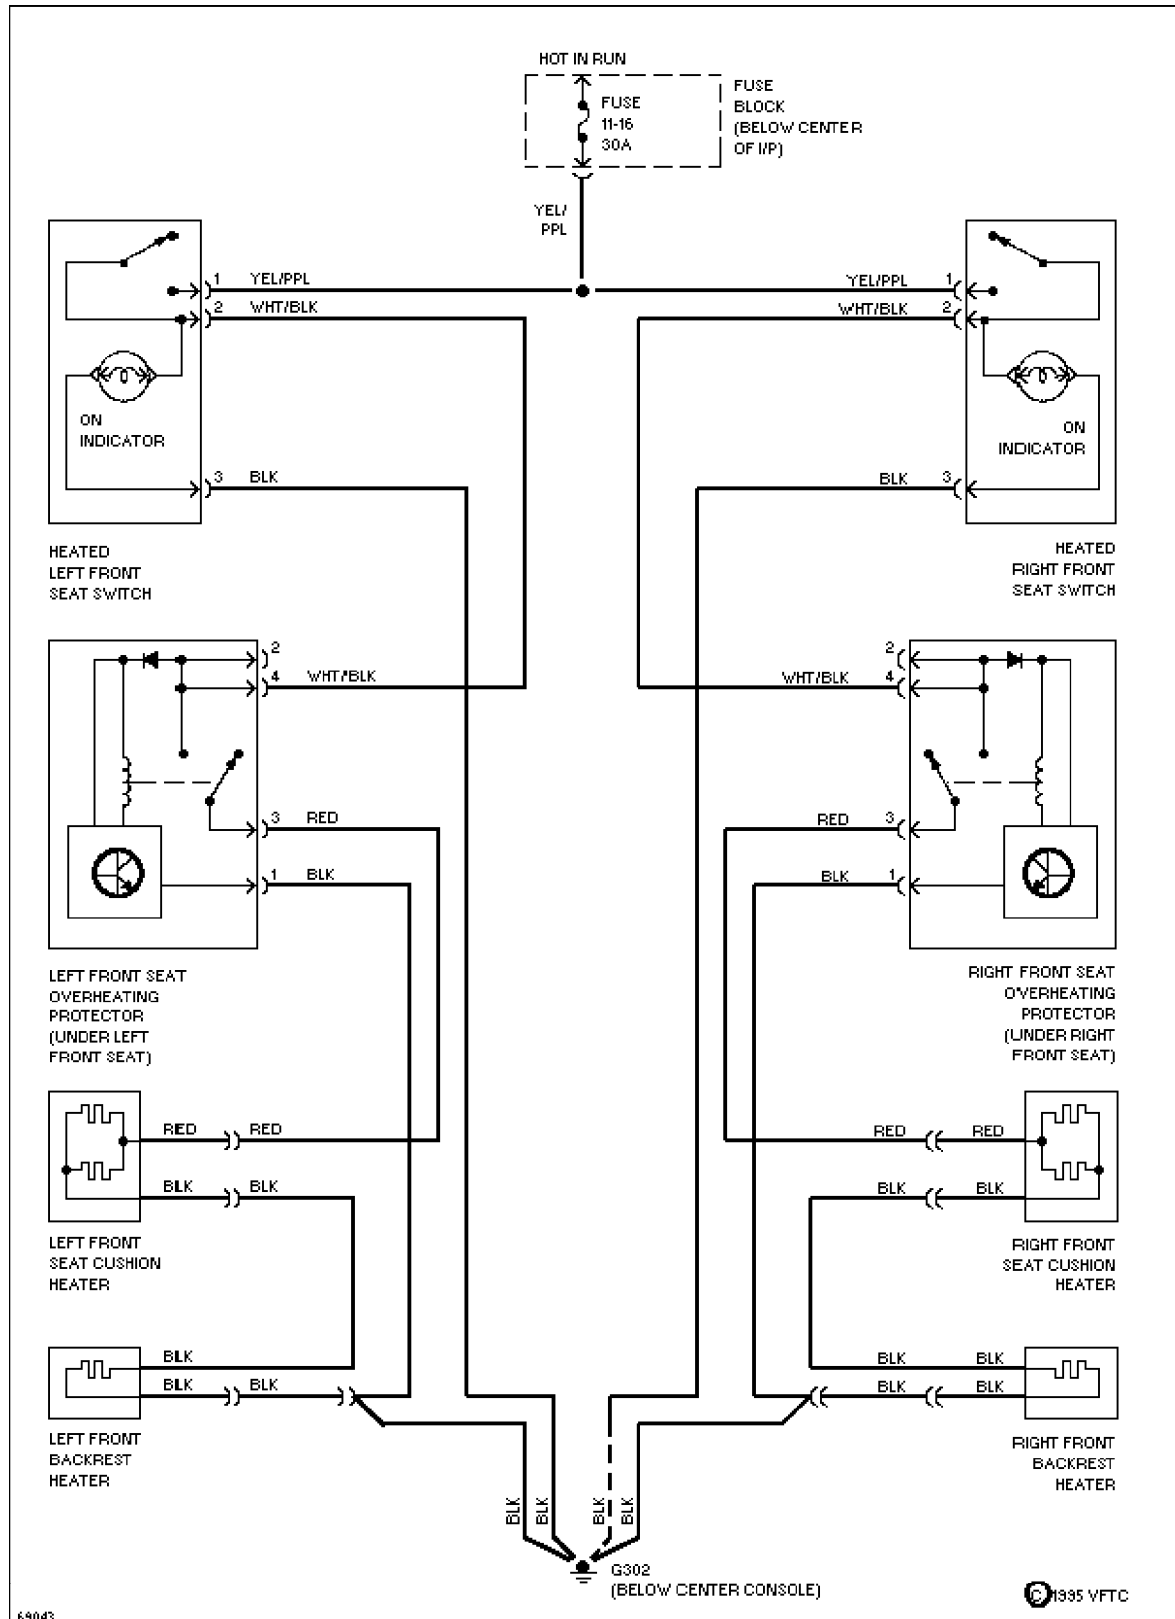 HOT IN RUN
FUSE
11-16
30A
FUSE
BLOCK
(BELOW CENTER
OF I/P)
YEL/
PPL
1 YEL/PPL
2 WHT/BLK
YEL/PPL 1
WHT/BLK 2
ON
INDICATOR
ON
INDICATOR
3 BLK
BLK 3
HEATED
LEFT FRONT
SEAT SWITCH
HEATED
RIGHT FRONT
SEAT SWITCH
2
4 WHT/BLK
2
WHT/BLK 4
3 RED
RED 3
1 BLK
BLK 1
LEFT FRONT SEAT
OVERHEATING
PROTECTOR
(UNDER LEFT
FRONT SEAT)
RIGHT FRONT SEAT
OVERHEATING
PROTECTOR
(UNDER RIGHT
FRONT SEAT)
RED RED
RED RED
BLK BLK
BLK BLK
LEFT FRONT
SEAT CUSHION
HEATER
RIGHT FRONT
SEAT CUSHION
HEATER
BLK
BLK BLK
BLK BLK
BLK BLK
LEFT FRONT
BACKREST
HEATER
RIGHT FRONT
BACKREST
HEATER
BLK
BLK
BLK
BLK
G302
(BELOW CENTER CONSOLE)
© 1995 VFTC
69043